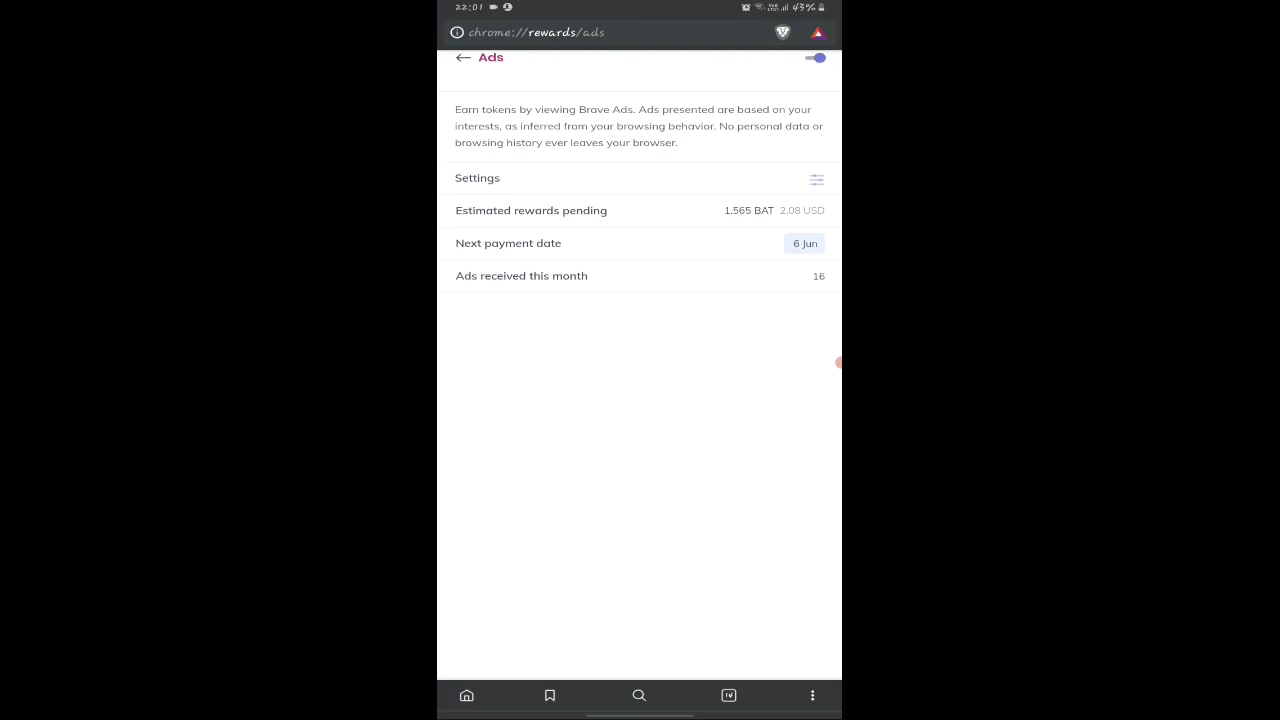 22:01 43%
chrome://rewards/ads
Ads
Earn tokens by viewing Brave Ads. Ads presented are based on your
interests, as inferred from your browsing behavior. No personal data or
browsing history ever leaves your browser.
Settings
Estimated rewards pending 1.565 BAT 2.08 USD
Next payment date 6 Jun
Ads received this month 16
14